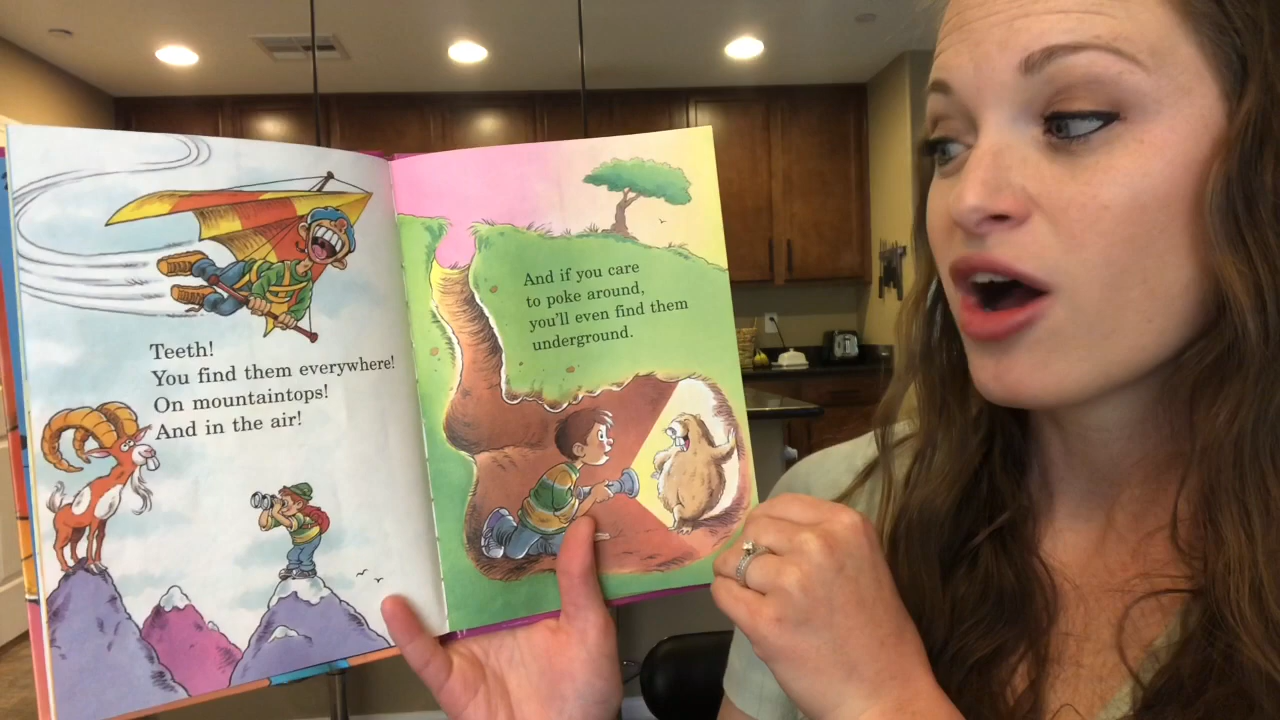 Teeth!
You find them everywhere!
On mountaintops!
And in the air!
And if you care
to poke around,
you'll even find them
underground.